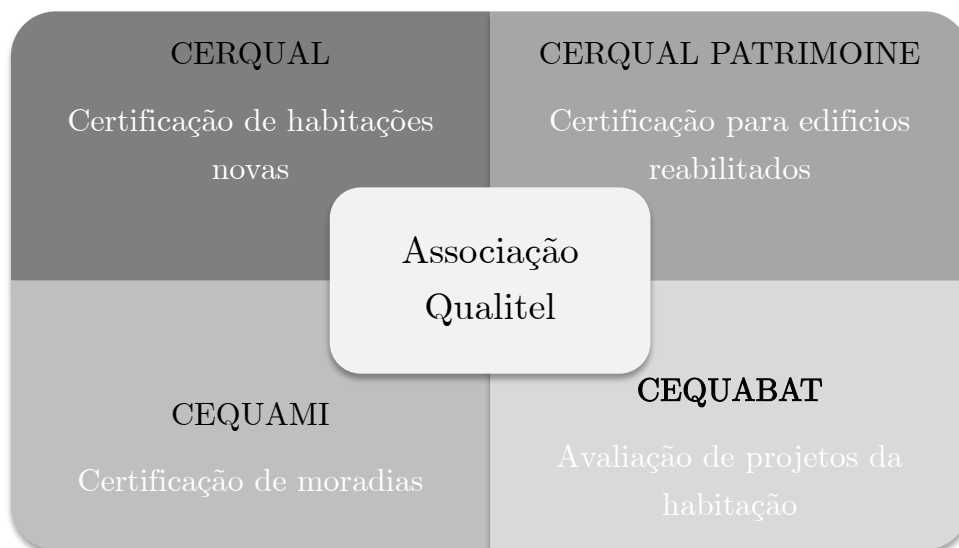 CERQUAL
Certificação de habitações
novas
CERQUAL PATRIMOINE
Certificação para edificios
reabilitados
Associação
Qualitel
CEQUAMI
Certificação de moradias
CEQUABAT
Avaliação de projetos da
habitação